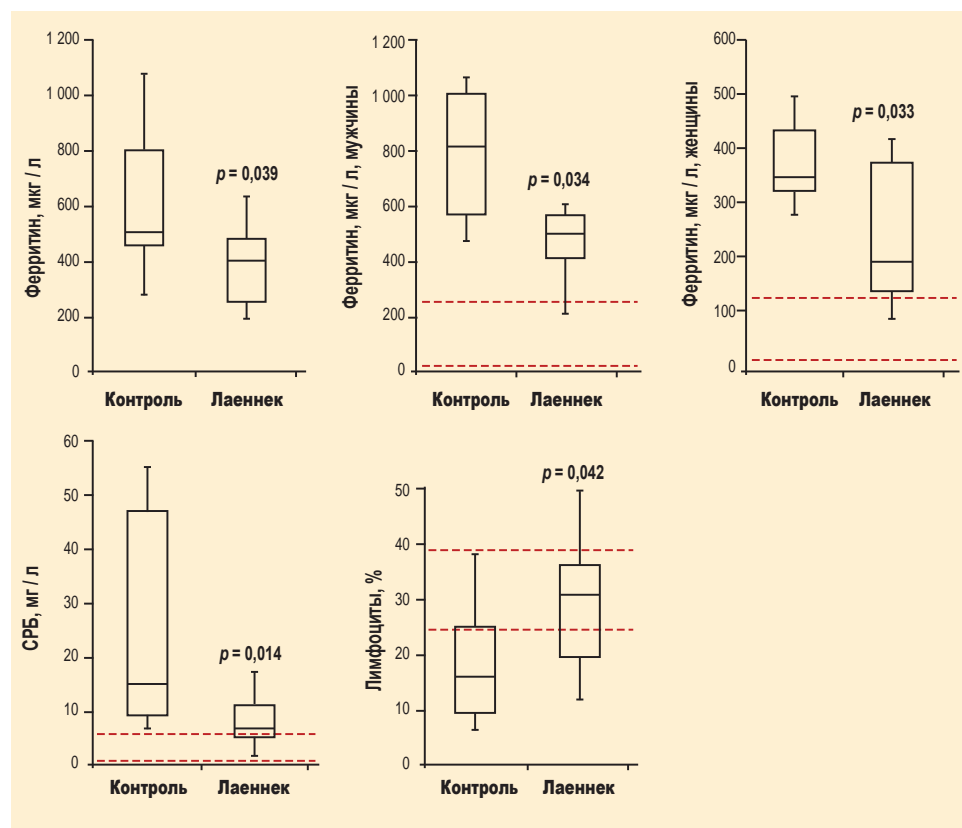 Ферритин, мкг / л
1 200
1 000
800
600
400
200
0
p = 0,039
Контроль Лаеннек
Ферритин, мкг / л, мужчины
1 200
1 000
800
600
400
200
0
p = 0,034
Контроль Лаеннек
Ферритин, мкг / л, женщины
600
500
400
300
200
100
0
p = 0,033
Контроль Лаеннек
СРБ, мг / л
60
50
40
30
20
10
0
p = 0,014
Контроль Лаеннек
Лимфоциты, %
50
40
30
20
10
0
p = 0,042
Контроль Лаеннек